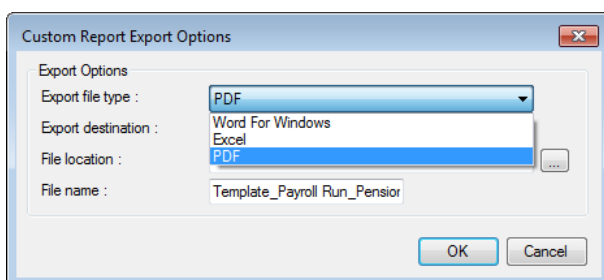 Custom Report Export Options
Export Options
Export file type : PDF
Word For Windows
Export destination :
Excel
PDF
File location :
...
File name : Template_Payroll Run_Pension
OK Cancel